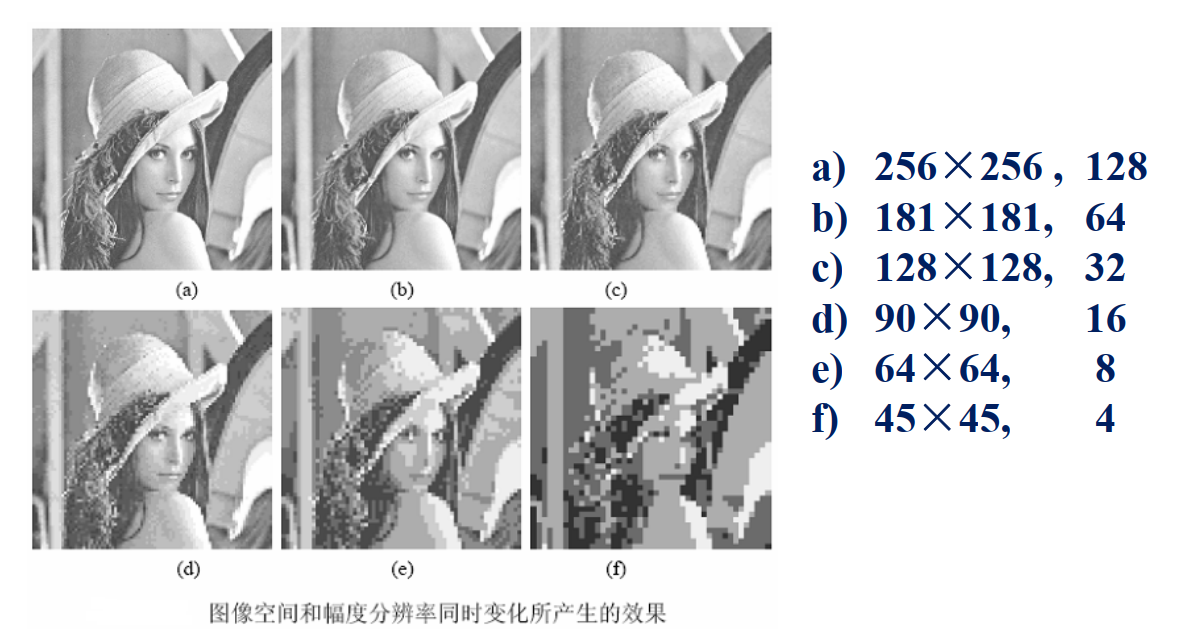 (a) (b) (c)
(d) (e) (f)
图像空间和幅度分辨率同时变化所产生的效果
a) 256×256 , 128
b) 181×181, 64
c) 128×128, 32
d) 90×90, 16
e) 64×64, 8
f) 45×45, 4